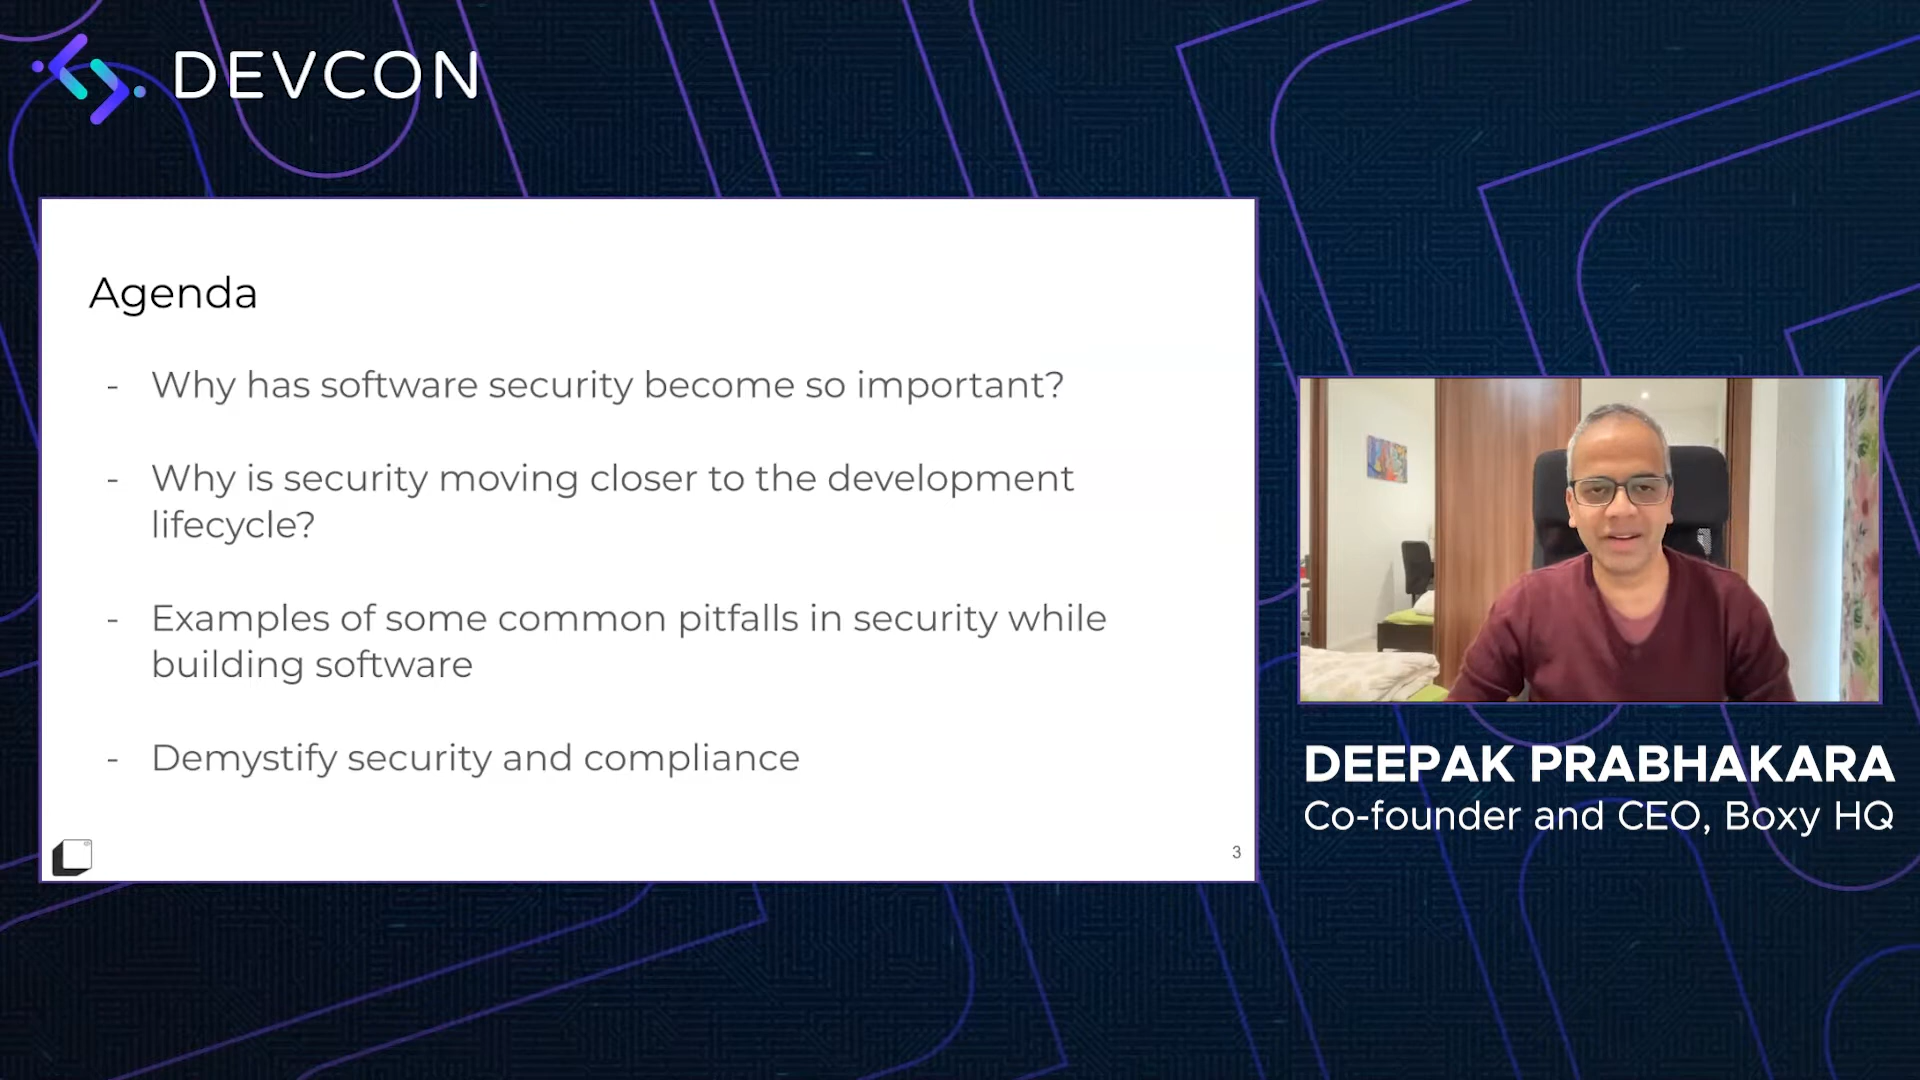 DEVCON
Agenda
- Why has software security become so important?
- Why is security moving closer to the development
lifecycle?
- Examples of some common pitfalls in security while
building software
- Demystify security and compliance
3
DEEPAK PRABHAKARA
Co-founder and CEO, Boxy HQ